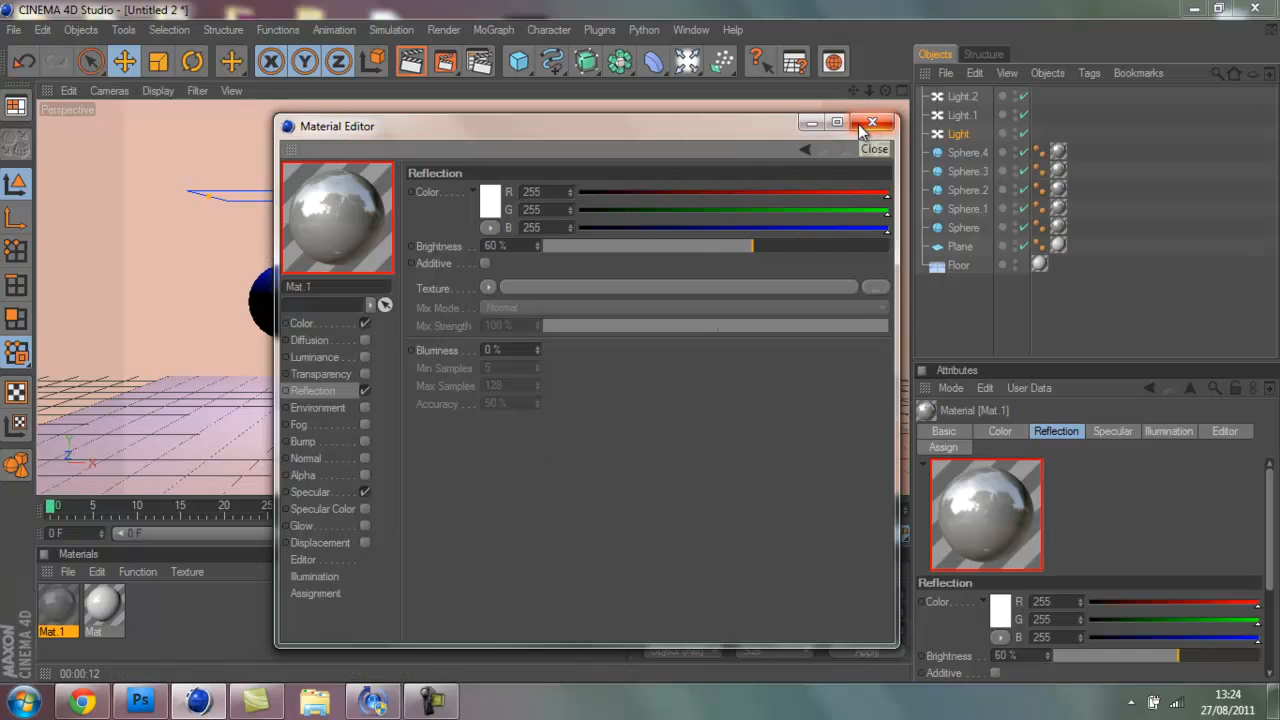 CINEMA 4D Studio - [Untitled 2 *]
File Edit Objects Tools Selection Structure Functions Animation Simulation Render MoGraph Character Plugins Python Window Help
X Y Z
Objects Structure
File Edit View Objects Tags Bookmarks
Edit Cameras Display Filter View
Perspective
Light.2
Light.1
Light
Sphere.4
Sphere.3
Sphere.2
Sphere.1
Sphere
Plane
Floor
Material Editor
Close
Reflection
Color R 255
G 255
B 255
Brightness 60 %
Additive
Texture ...
Mix Mode Normal
Mix Strength 100 %
Blurriness 0 %
Min Samples 5
Max Samples 128
Accuracy 50 %
Mat.1
Color
Diffusion
Luminance
Transparency
Reflection
Environment
Fog
Bump
Normal
Alpha
Specular
Specular Color
Glow
Displacement
Editor
Illumination
Assignment
Y
Z X
0 5 10 15 20 25
0 F 0 F
Materials
File Edit Function Texture
Mat.1 Mat
MAXON
CINEMA 4D
00:00:12
Apply
Attributes
Mode Edit User Data
Material [Mat.1]
Basic Color Reflection Specular Illumination Editor
Assign
Reflection
Color R 255
G 255
B 255
Brightness 60 %
Additive
Ps
13:24
27/08/2011